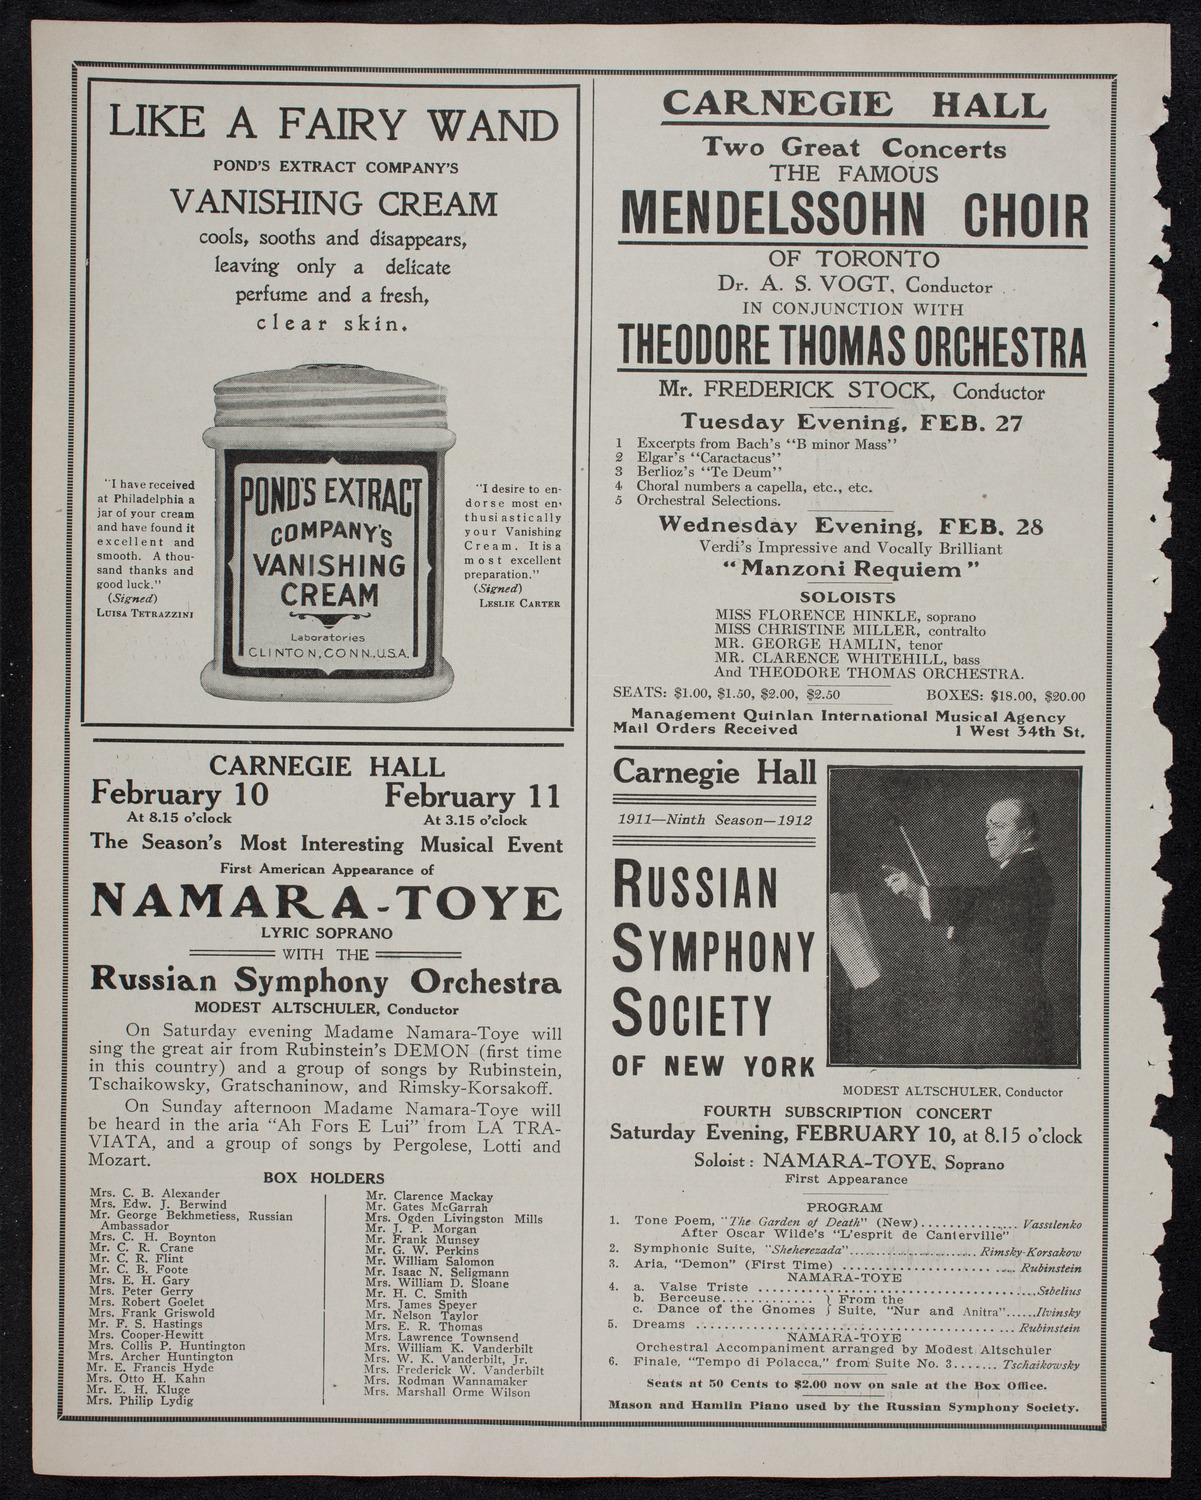 LIKE A FAIRY WAND
POND'S EXTRACT COMPANY'S
VANISHING CREAM
cools, sooths and disappears,
leaving only a delicate
perfume and a fresh,
clear skin.
"I have received
at Philadelphia a
jar of your cream
and have found it
excellent and
smooth. A thou-
sand thanks and
good luck."
(Signed)
LUISA TETRAZZINI
POND'S EXTRACT
COMPANY'S
VANISHING
CREAM
Laboratories
CLINTON, CONN., U.S.A.
"I desire to en-
dorse most en-
thusiastically
your Vanishing
Cream. It is a
most excellent
preparation."
(Signed)
LESLIE CARTER
CARNEGIE HALL
February 10 February 11
At 8.15 o'clock At 3.15 o'clock
The Season's Most Interesting Musical Event
First American Appearance of
NAMARA-TOYE
LYRIC SOPRANO
WITH THE
Russian Symphony Orchestra
MODEST ALTSCHULER, Conductor
On Saturday evening Madame Namara-Toye will
sing the great air from Rubinstein's DEMON (first time
in this country) and a group of songs by Rubinstein,
Tschaikowsky, Gratschaninow, and Rimsky-Korsakoff.
On Sunday afternoon Madame Namara-Toye will
be heard in the aria "Ah Fors E Lui" from LA TRA-
VIATA, and a group of songs by Pergolese, Lotti and
Mozart.
BOX HOLDERS
Mrs. C. B. Alexander
Mrs. Edw. J. Berwind
Mr. George Bekhmetiess, Russian
Ambassador
Mrs. C. H. Boynton
Mr. C. R. Crane
Mr. C. R. Flint
Mr. C. B. Foote
Mrs. E. H. Gary
Mrs. Peter Gerry
Mrs. Robert Goelet
Mrs. Frank Griswold
Mr. F. S. Hastings
Mrs. Cooper-Hewitt
Mrs. Collis P. Huntington
Mrs. Archer Huntington
Mr. E. Francis Hyde
Mrs. Otto H. Kahn
Mr. E. H. Kluge
Mrs. Philip Lydig
Mr. Clarence Mackay
Mr. Gates McGarrah
Mrs. Ogden Livingston Mills
Mr. J. P. Morgan
Mr. Frank Munsey
Mr. G. W. Perkins
Mr. William Salomon
Mr. Isaac N. Seligmann
Mrs. William D. Sloane
Mr. H. C. Smith
Mrs. James Speyer
Mr. Nelson Taylor
Mrs. E. R. Thomas
Mrs. Lawrence Townsend
Mrs. William K. Vanderbilt
Mrs. W. K. Vanderbilt, Jr.
Mrs. Frederick W. Vanderbilt
Mrs. Rodman Wannamaker
Mrs. Marshall Orme Wilson
CARNEGIE HALL
Two Great Concerts
THE FAMOUS
MENDELSSOHN CHOIR
OF TORONTO
Dr. A. S. VOGT, Conductor
IN CONJUNCTION WITH
THEODORE THOMAS ORCHESTRA
Mr. FREDERICK STOCK, Conductor
Tuesday Evening, FEB. 27
1 Excerpts from Bach's "B minor Mass"
2 Elgar's "Caractacus"
3 Berlioz's "Te Deum"
4 Choral numbers a capella, etc., etc.
5 Orchestral Selections.
Wednesday Evening, FEB. 28
Verdi's Impressive and Vocally Brilliant
"Manzoni Requiem"
SOLOISTS
MISS FLORENCE HINKLE, soprano
MISS CHRISTINE MILLER, contralto
MR. GEORGE HAMLIN, tenor
MR. CLARENCE WHITEHILL, bass
And THEODORE THOMAS ORCHESTRA.
SEATS: $1.00, $1.50, $2.00, $2.50 BOXES: $18.00, $20.00
Management Quinlan International Musical Agency
Mail Orders Received 1 West 34th St.
Carnegie Hall
1911—Ninth Season—1912
RUSSIAN
SYMPHONY
SOCIETY
OF NEW YORK
MODEST ALTSCHULER, Conductor
FOURTH SUBSCRIPTION CONCERT
Saturday Evening, FEBRUARY 10, at 8.15 o'clock
Soloist: NAMARA-TOYE, Soprano
First Appearance
PROGRAM
1. Tone Poem, "The Garden of Death" (New).............. Vasstlenko
After Oscar Wilde's "L'esprit de Canterville"
2. Symphonic Suite, "Sheherezada"...................... Rimsky-Korsakow
3. Aria, "Demon" (First Time) ......................... Rubinstein
NAMARA-TOYE
4. a. Valse Triste ....................................Sibelius
b. Berceuse............ } From the
c. Dance of the Gnomes } Suite, "Nur and Anitra"......Ilvinsky
5. Dreams ............................................. Rubinstein
NAMARA-TOYE
Orchestral Accompaniment arranged by Modest Altschuler
6. Finale, "Tempo di Polacca," from Suite No. 3....... Tschaikowsky
Seats at 50 Cents to $2.00 now on sale at the Box Office.
Mason and Hamlin Piano used by the Russian Symphony Society.